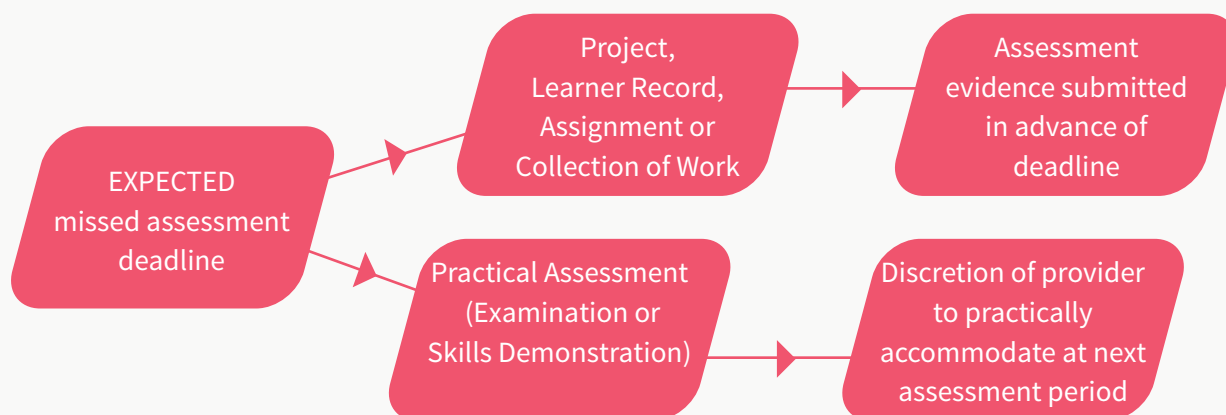 EXPECTED
missed assessment
deadline
Project,
Learner Record,
Assignment or
Collection of Work
Assessment
evidence submitted
in advance of
deadline
Practical Assessment
(Examination or
Skills Demonstration)
Discretion of provider
to practically
accommodate at next
assessment period